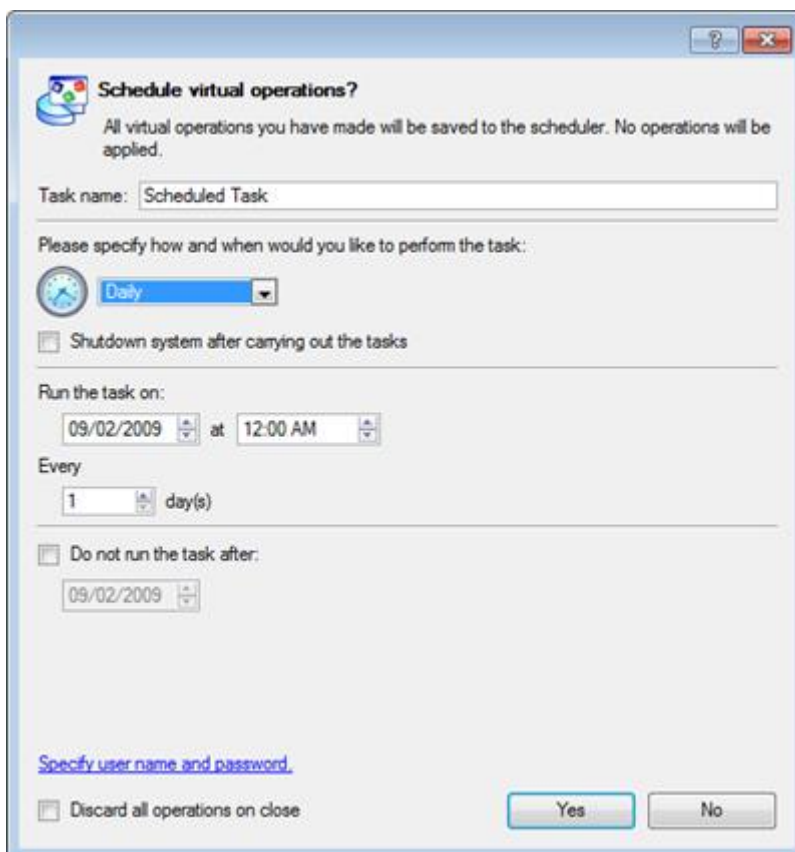 ?
Schedule virtual operations?
All virtual operations you have made will be saved to the scheduler. No operations will be
applied.
Task name: Scheduled Task
Please specify how and when would you like to perform the task:
Daily
Shutdown system after carrying out the tasks
Run the task on:
09/02/2009 at 12:00 AM
Every
1 day(s)
Do not run the task after:
09/02/2009
Specify user name and password.
Discard all operations on close Yes No